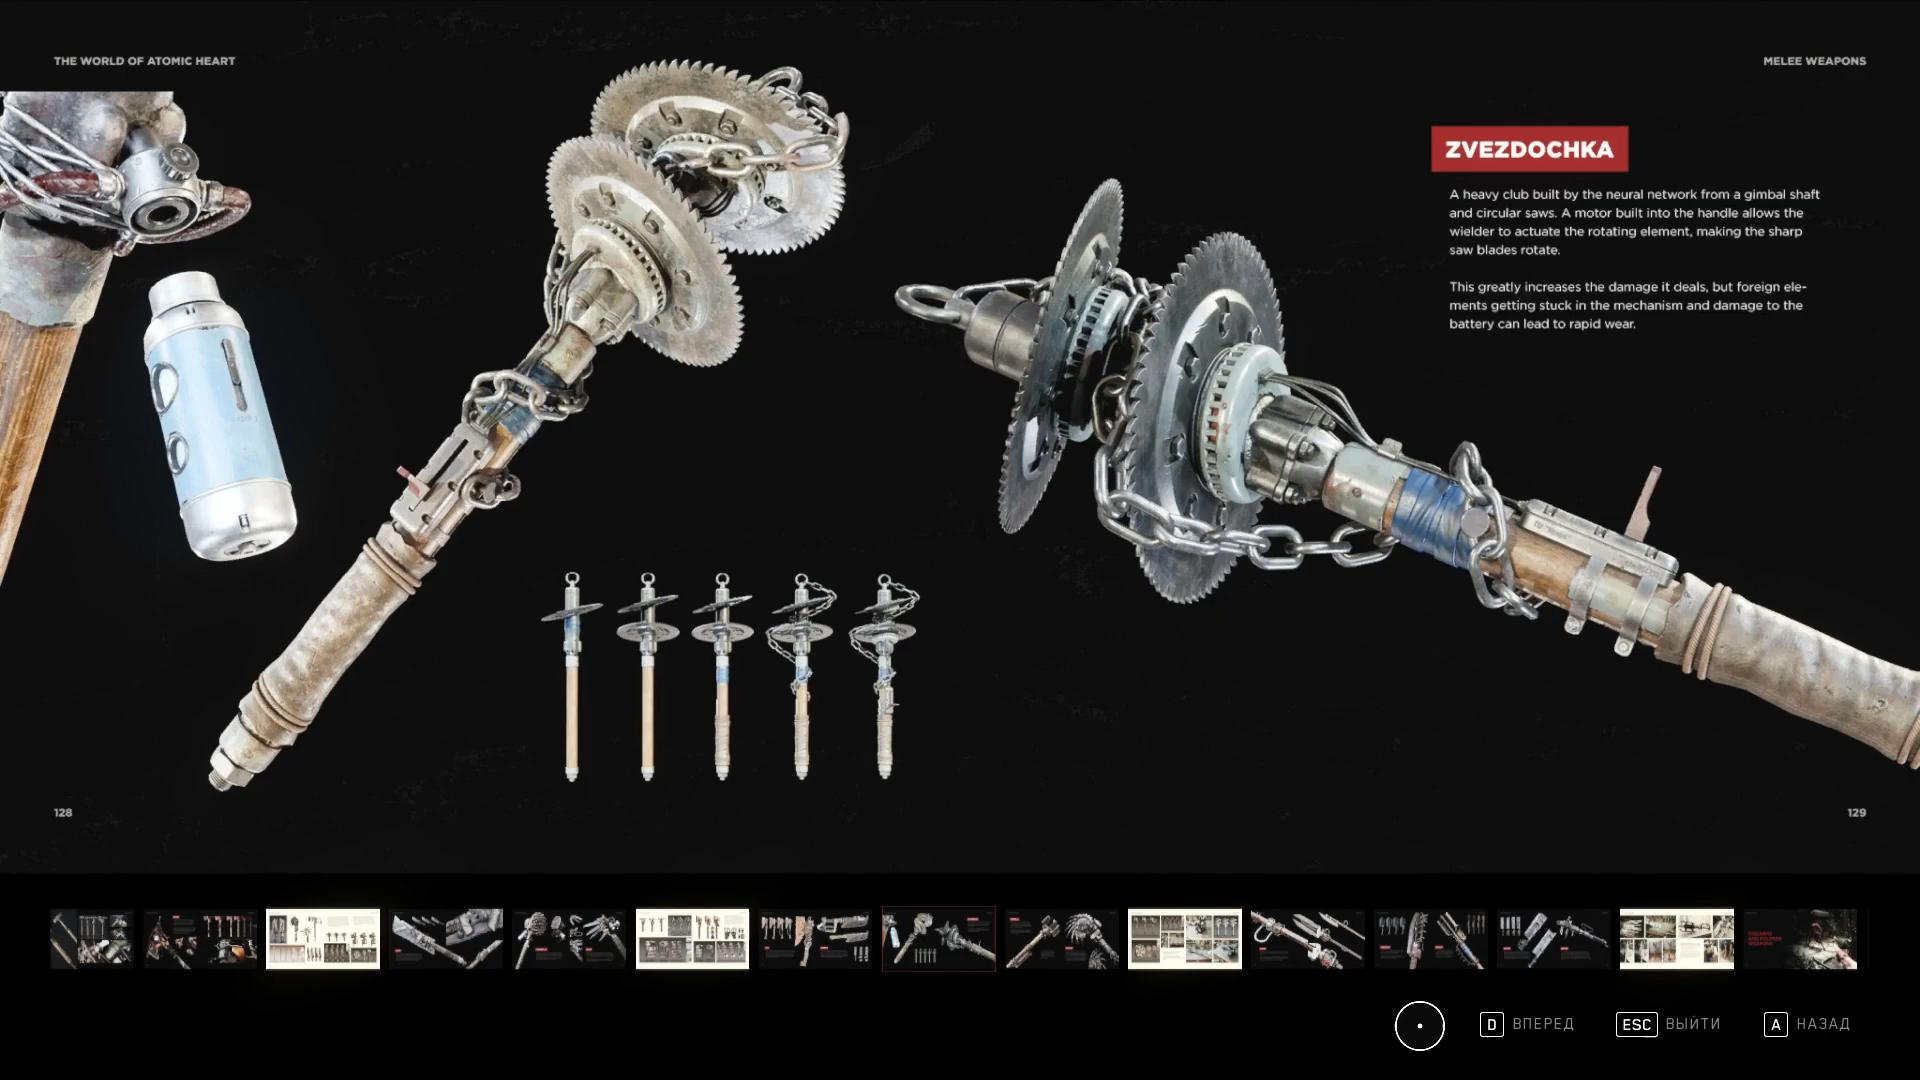 THE WORLD OF ATOMIC HEART
MELEE WEAPONS
ZVEZDOCHKA
A heavy club built by the neural network from a gimbal shaft
and circular saws. A motor built into the handle allows the
wielder to actuate the rotating element, making the sharp
saw blades rotate.
This greatly increases the damage it deals, but foreign ele-
ments getting stuck in the mechanism and damage to the
battery can lead to rapid wear.
128
129
D ВПЕРЕД
ESC ВЫЙТИ
A НАЗАД